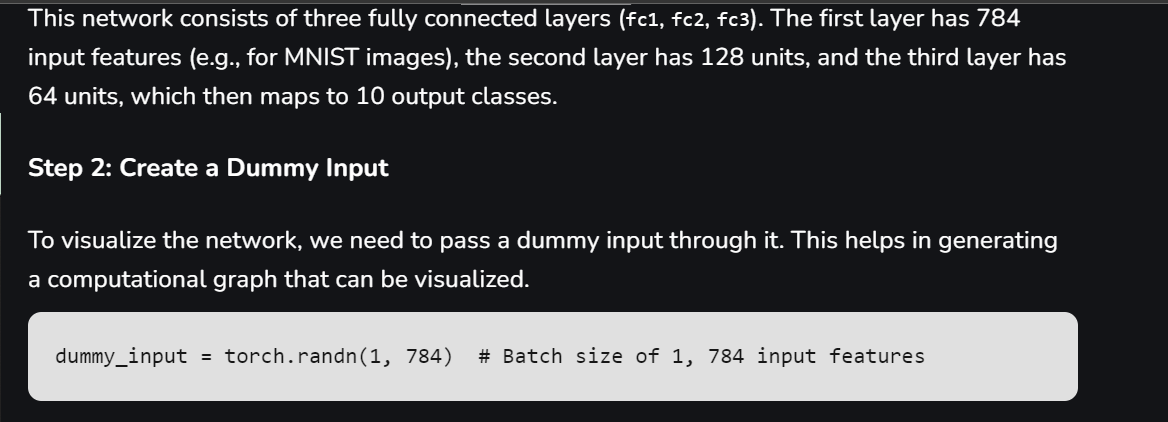 This network consists of three fully connected layers (fc1, fc2, fc3). The first layer has 784
input features (e.g., for MNIST images), the second layer has 128 units, and the third layer has
64 units, which then maps to 10 output classes.
Step 2: Create a Dummy Input
To visualize the network, we need to pass a dummy input through it. This helps in generating
a computational graph that can be visualized.
dummy_input = torch.randn(1, 784)  # Batch size of 1, 784 input features